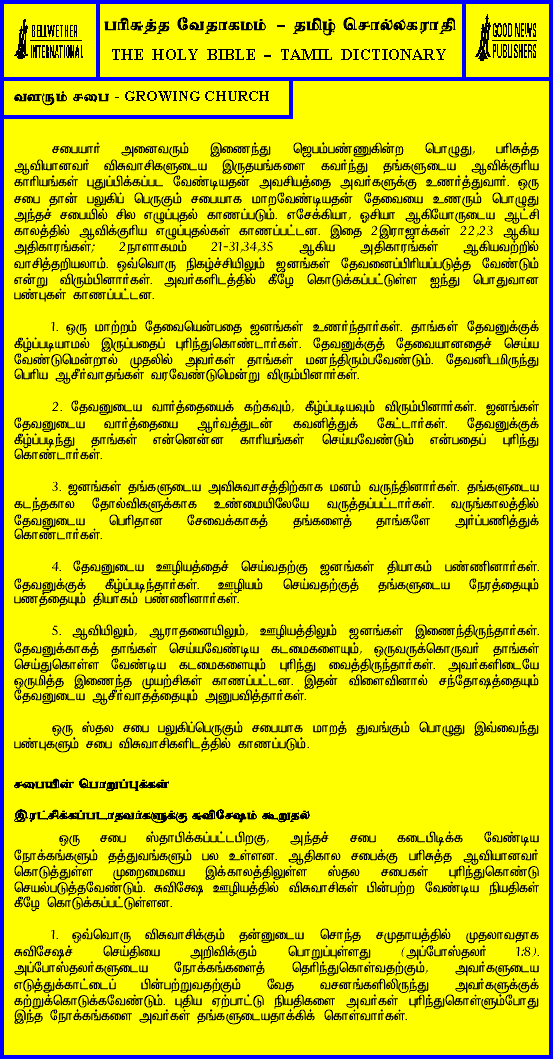 BELLWETHER
INTERNATIONAL
பரிசுத்த வேதாகமம் – தமிழ் சொல்லகராதி
THE HOLY BIBLE – TAMIL DICTIONARY
GOOD NEWS
PUBLISHERS
வளரும் சபை - GROWING CHURCH
சபையார் அனைவரும் இணைந்து ஜெபம்பண்ணுகின்ற பொழுது, பரிசுத்த
ஆவியானவர் விசுவாசிகளுடைய இருதயங்களை கவர்ந்து தங்களுடைய ஆவிக்குரிய
காரியங்கள் புதுப்பிக்கப்பட வேண்டியதன் அவசியத்தை அவர்களுக்கு உணர்த்துவார். ஒரு
சபை தான் பலுகிப் பெருகும் சபையாக மாறவேண்டியதன் தேவையை உணரும் பொழுது
அந்தச் சபையில் சில எழுப்புதல் காணப்படும். எசேக்கியா, ஓசியா ஆகியோருடைய ஆட்சி
காலத்தில் ஆவிக்குரிய எழுப்புதல்கள் காணப்பட்டன. இதை 2இராஜாக்கள் 22,23 ஆகிய
அதிகாரங்கள்; 2நாளாகமம் 21-31,34,35 ஆகிய அதிகாரங்கள் ஆகியவற்றில்
வாசித்தறியலாம். ஒவ்வொரு நிகழ்ச்சியிலும் ஜனங்கள் தேவனைப்பிரியப்படுத்த வேண்டும்
என்று விரும்பினார்கள். அவர்களிடத்தில் கீழே கொடுக்கப்பட்டுள்ள ஐந்து பொதுவான
பண்புகள் காணப்பட்டன.
1. ஒரு மாற்றம் தேவையென்பதை ஜனங்கள் உணர்ந்தார்கள். தாங்கள் தேவனுக்குக்
கீழ்ப்படியாமல் இருப்பதைப் புரிந்துகொண்டார்கள். தேவனுக்குத் தேவையானதைச் செய்ய
வேண்டுமென்றால் முதலில் அவர்கள் தாங்கள் மனந்திரும்பவேண்டும். தேவனிடமிருந்து
பெரிய ஆசீர்வாதங்கள் வரவேண்டுமென்று விரும்பினார்கள்.
2. தேவனுடைய வார்த்தையைக் கற்கவும், கீழ்ப்படியவும் விரும்பினார்கள். ஜனங்கள்
தேவனுடைய வார்த்தையை ஆர்வத்துடன் கவனித்துக் கேட்டார்கள். தேவனுக்குக்
கீழ்ப்படிந்து தாங்கள் என்னென்ன காரியங்கள் செய்யவேண்டும் என்பதைப் புரிந்து
கொண்டார்கள்.
3. ஜனங்கள் தங்களுடைய அவிசுவாசத்திற்காக மனம் வருந்தினார்கள். தங்களுடைய
கடந்தகால தோல்விகளுக்காக உண்மையிலேயே வருத்தப்பட்டார்கள். வருங்காலத்தில்
தேவனுடைய பெரிதான சேவைக்காகத் தங்களைத் தாங்களே அர்ப்பணித்துக்
கொண்டார்கள்.
4. தேவனுடைய ஊழியத்தைச் செய்வதற்கு ஜனங்கள் தியாகம் பண்ணினார்கள்.
தேவனுக்குக் கீழ்ப்படிந்தார்கள். ஊழியம் செய்வதற்குத் தங்களுடைய நேரத்தையும்
பணத்தையும் தியாகம் பண்ணினார்கள்.
5. ஆவியிலும், ஆராதனையிலும், ஊழியத்திலும் ஜனங்கள் இணைந்திருந்தார்கள்.
தேவனுக்காகத் தாங்கள் செய்யவேண்டிய கடமைகளையும், ஒருவருக்கொருவர் தாங்கள்
செய்துகொள்ள வேண்டிய கடமைகளையும் புரிந்து வைத்திருந்தார்கள். அவர்களிடையே
ஒருமித்த இணைந்த முயற்சிகள் காணப்பட்டன. இதன் விளைவினால் சந்தோஷத்தையும்
தேவனுடைய ஆசீர்வாதத்தையும் அனுபவித்தார்கள்.
ஒரு ஸ்தல சபை பலுகிப்பெருகும் சபையாக மாறத் துவங்கும் பொழுது இவ்வைந்து
பண்புகளும் சபை விசுவாசிகளிடத்தில் காணப்படும்.
சபையின் பொறுப்புக்கள்
இரட்சிக்கப்படாதவர்களுக்கு சுவிசேஷம் கூறுதல்
ஒரு சபை ஸ்தாபிக்கப்பட்டபிறகு, அந்தச் சபை கடைபிடிக்க வேண்டிய
நோக்கங்களும் தத்துவங்களும் பல உள்ளன. ஆதிகால சபைக்கு பரிசுத்த ஆவியானவர்
கொடுத்துள்ள முறைமையை இக்காலத்திலுள்ள ஸ்தல சபைகள் புரிந்துகொண்டு
செயல்படுத்தவேண்டும். சுவிசேஷ ஊழியத்தில் விசுவாசிகள் பின்பற்ற வேண்டிய நியதிகள்
கீழே கொடுக்கப்பட்டுள்ளன.
1. ஒவ்வொரு விசுவாசிக்கும் தன்னுடைய சொந்த சமுதாயத்தில் முதலாவதாக
சுவிசேஷச் செய்தியை அறிவிக்கும் பொறுப்புள்ளது (அப்போஸ்தலர் 1:8).
அப்போஸ்தலர்களுடைய நோக்கங்களைத் தெரிந்துகொள்வதற்கும், அவர்களுடைய
எடுத்துக்காட்டைப் பின்பற்றுவதற்கும் வேத வசனங்களிலிருந்து அவர்களுக்குக்
கற்றுக்கொடுக்கவேண்டும். புதிய ஏற்பாட்டு நியதிகளை அவர்கள் புரிந்துகொள்ளும்போது
இந்த நோக்கங்களை அவர்கள் தங்களுடையதாக்கிக் கொள்வார்கள்.